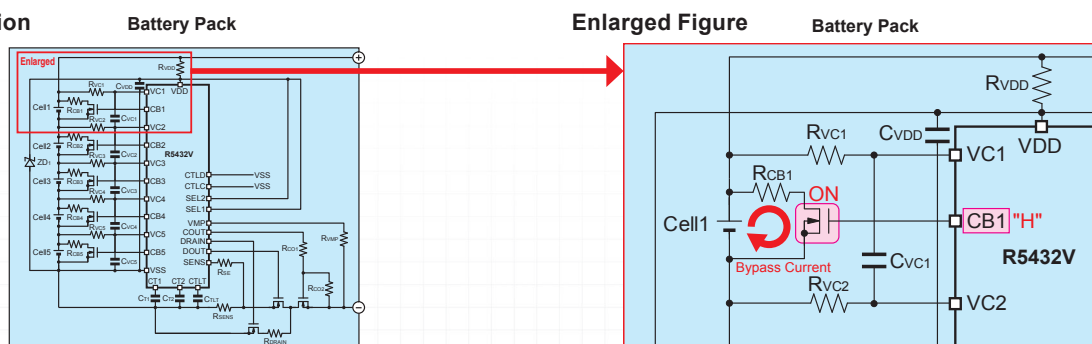 ion
Battery Pack
Enlarged
RVDD
RVC1
CVDD
VC1
VDD
Cell1
RCB1
CB1
RVC2
CVC1
VC2
Cell2
RCB2
CB2
RVC3
CVC2
R5432V
ZD1
VC3
Cell3
RCB3
CB3
CTLD
VSS
RVC4
CVC3
CTLC
VSS
VC4
SEL2
Cell4
RCB4
CB4
SEL1
RVC5
CVC4
VMP
VC5
COUT
DRAIN
RCO1
RVMP
Cell5
RCB5
CB5
DOUT
CVC5
SENS
VSS
RSE
CT1
CT2
CTLT
RCO2
CT1
CT2
CTLT
RSENS
RDRAIN
Enlarged Figure
Battery Pack
RVDD
RVC1
CVDD
VC1
VDD
RCB1
ON
Cell1
CB1 "H"
R5432V
Bypass Current
CVC1
RVC2
VC2